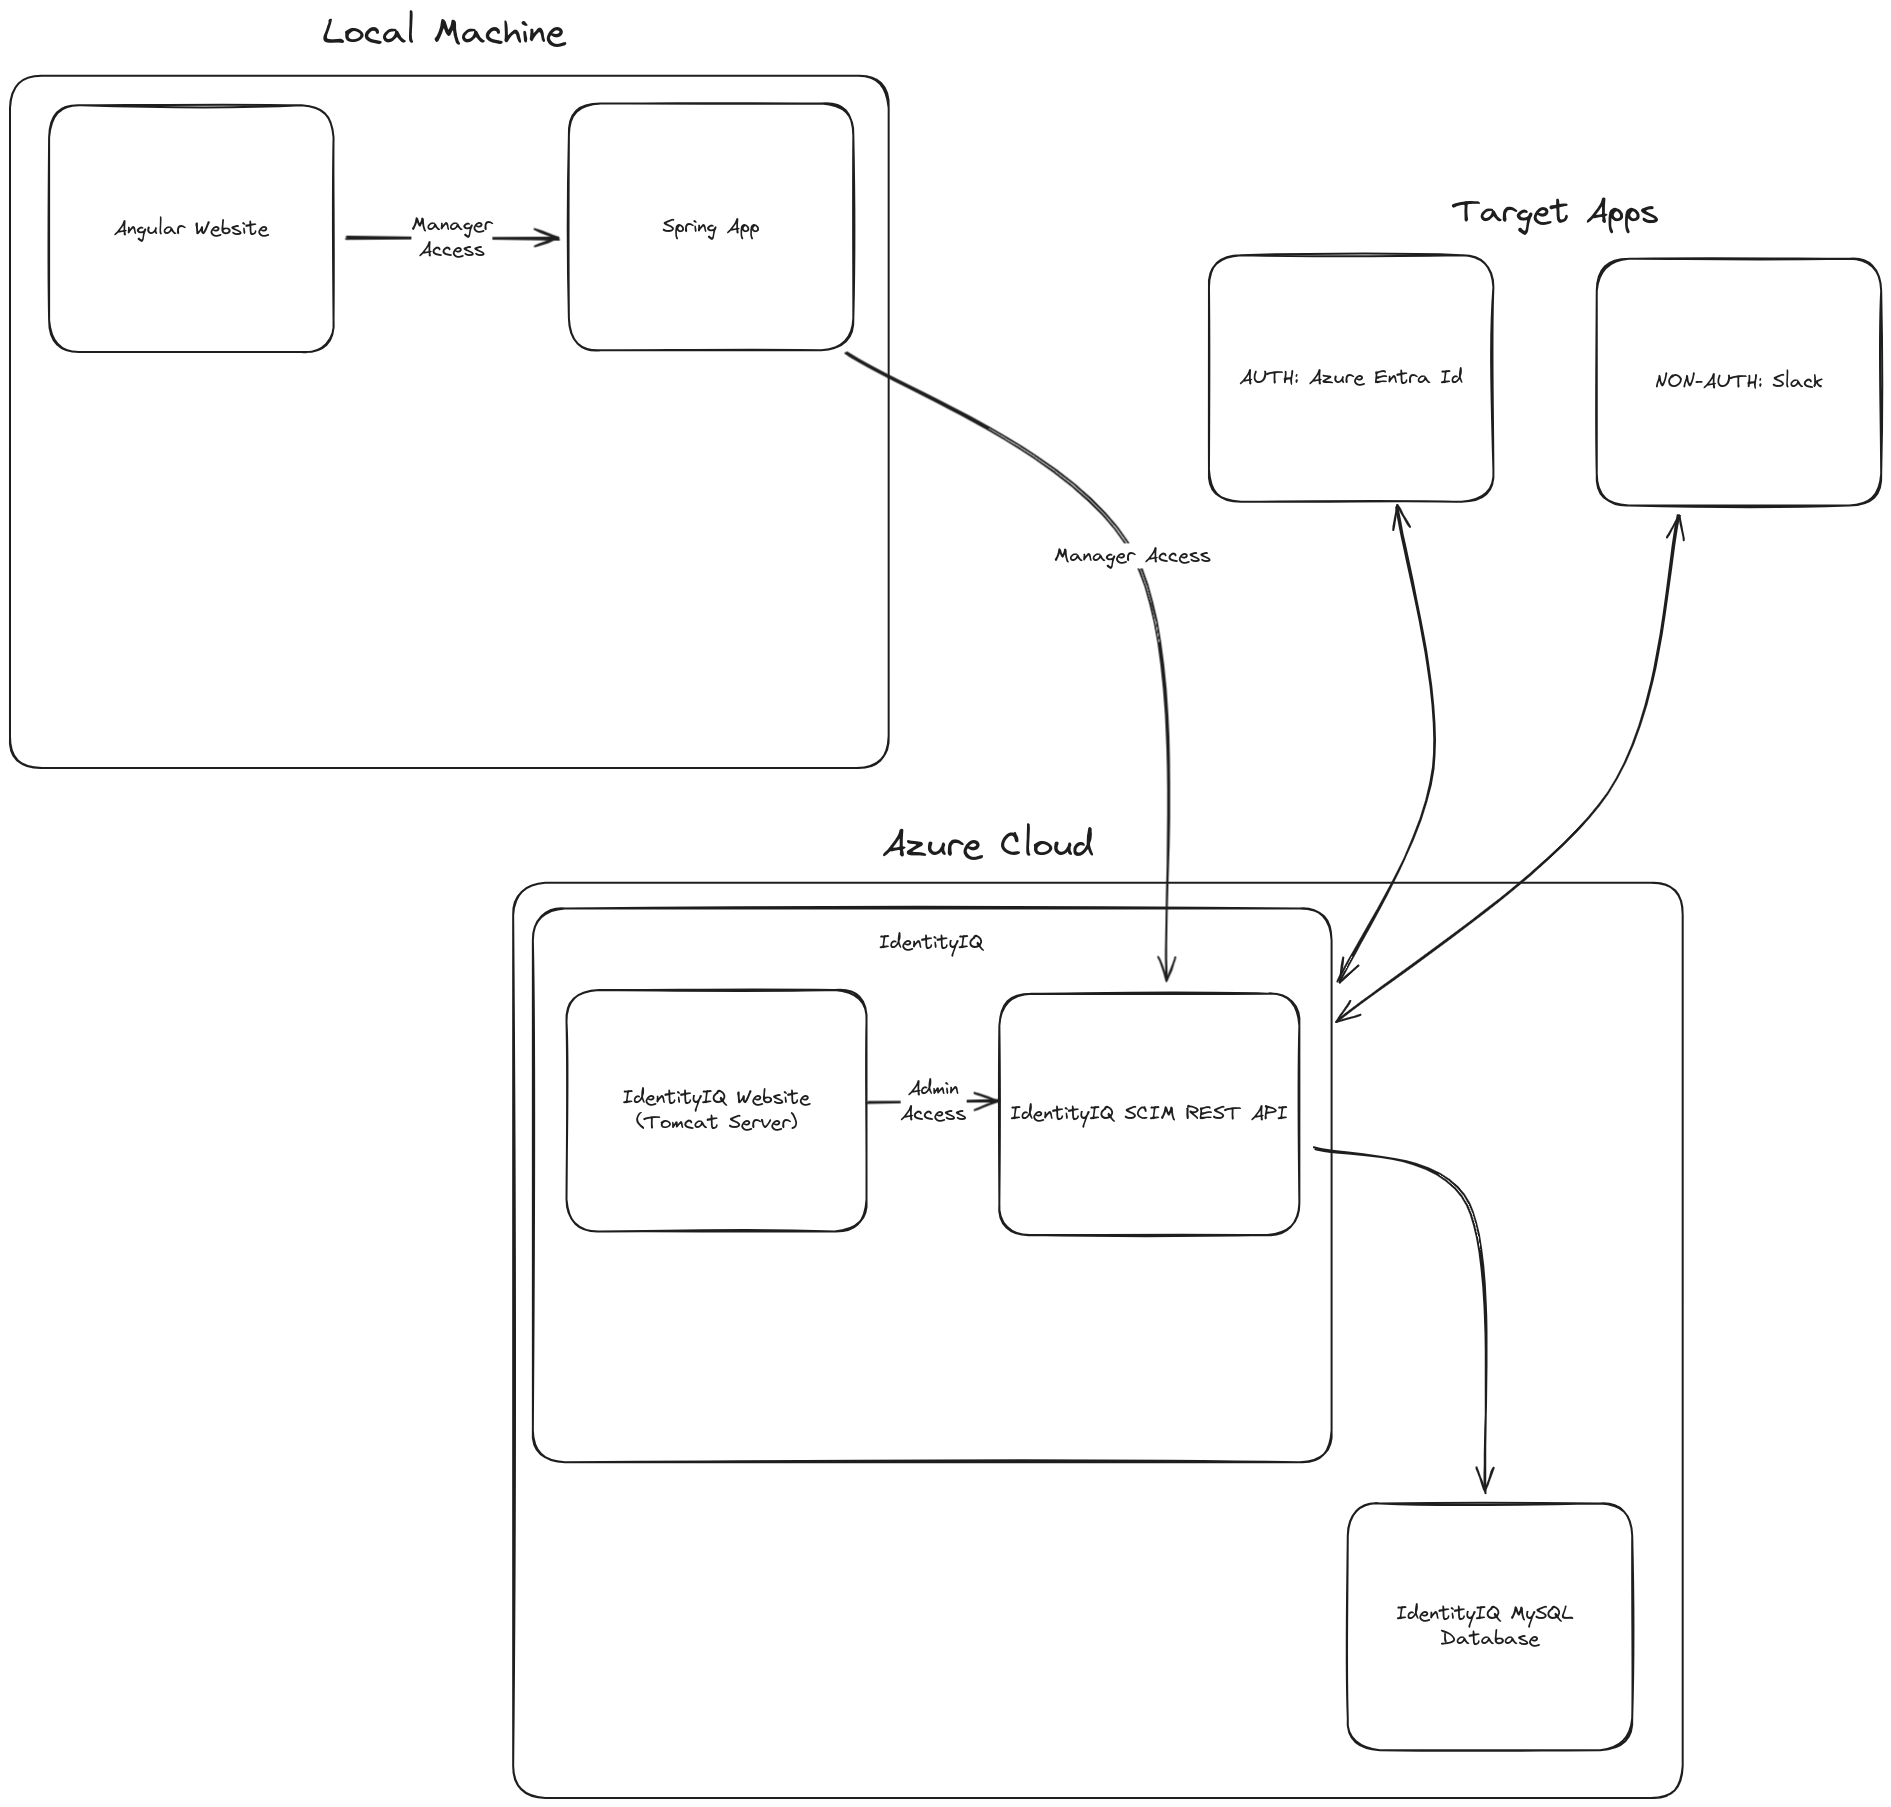 Local Machine
Angular Website
Manager
Access
Spring App
Target Apps
AUTH: Azure Entra Id
NON-AUTH: Slack
Manager Access
Azure Cloud
IdentityIQ
IdentityIQ Website
(Tomcat Server)
Admin
Access
IdentityIQ SCIM REST API
IdentityIQ MySQL
Database